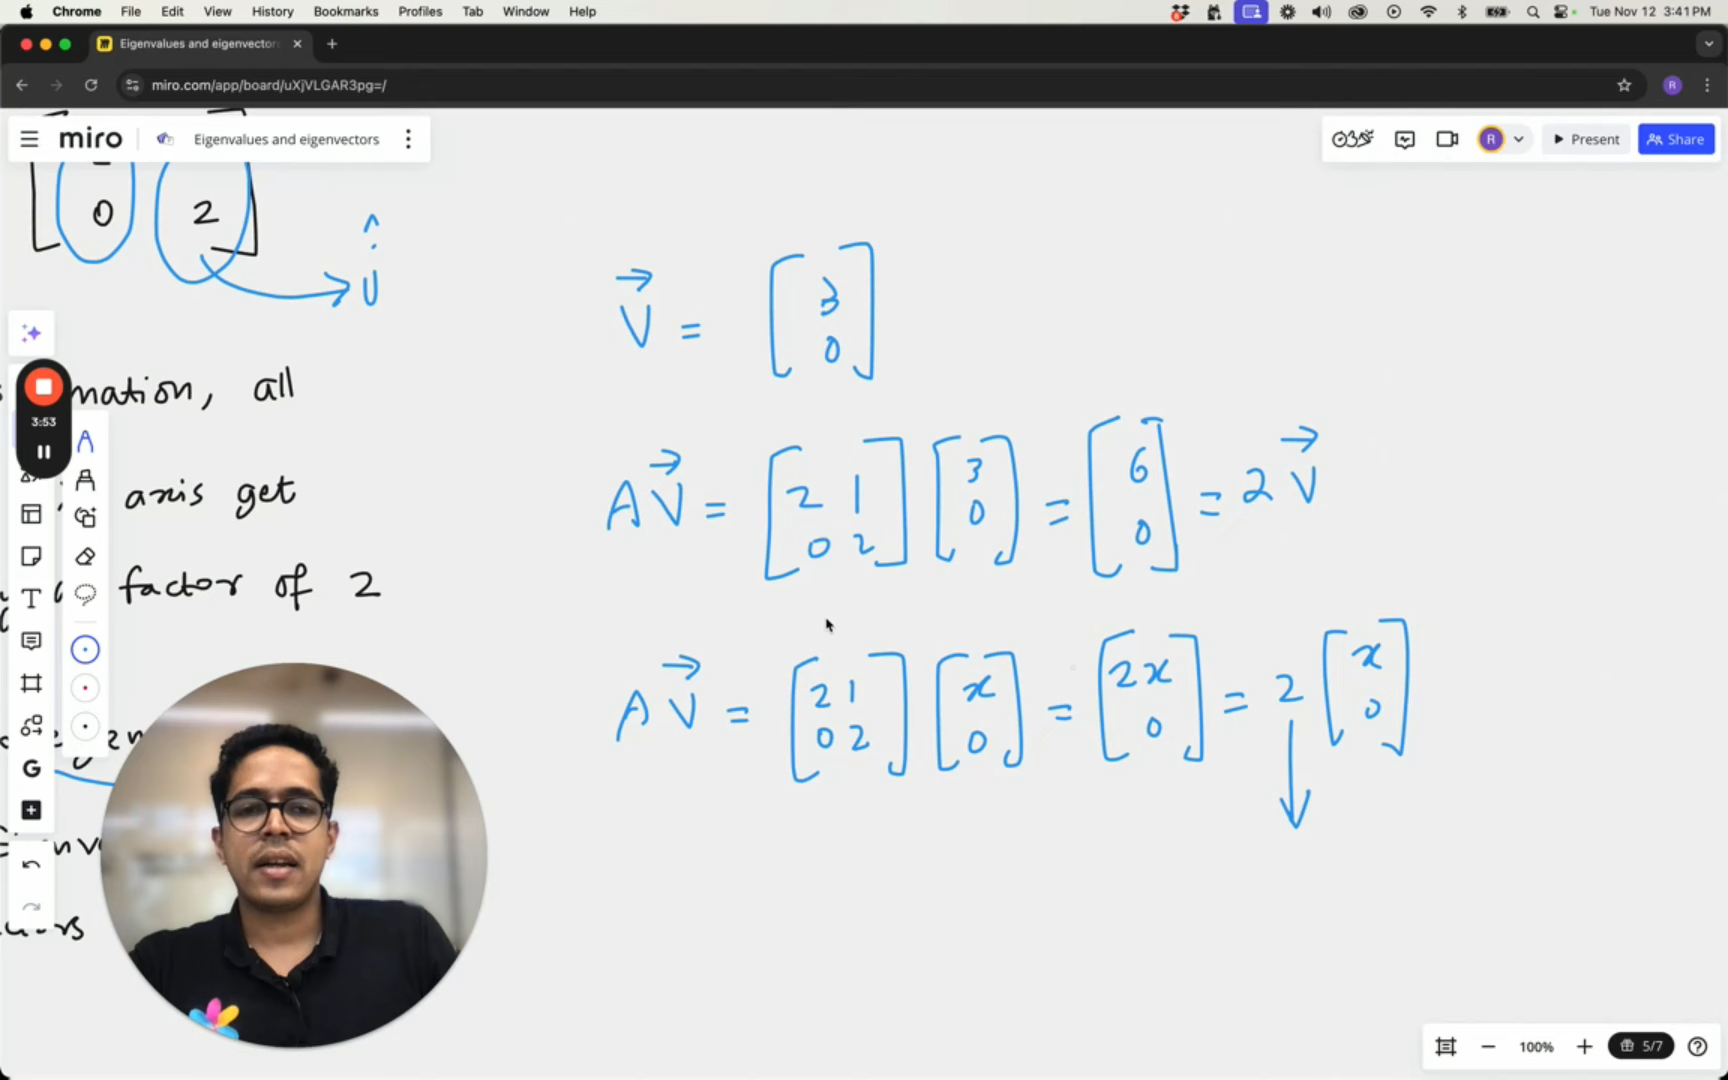 Chrome File Edit View History Bookmarks Profiles Tab Window Help Tue Nov 12 3:41 PM
Eigenvalues and eigenvector
miro.com/app/board/uXjVLGAR3pg=/
R
miro Eigenvalues and eigenvectors
R Present Share
0 2
û
V⃗ = [ 3
0 ]
mation, all
3:53
axis get
A V⃗ = [ 2 1
0 2 ] [ 3
0 ] = [ 6
0 ] = 2 V⃗
factor of 2
T
A V⃗ = [ 2 1
0 2 ] [ x
0 ] = [ 2x
0 ] = 2 [ x
0 ]
G
100% 5/7